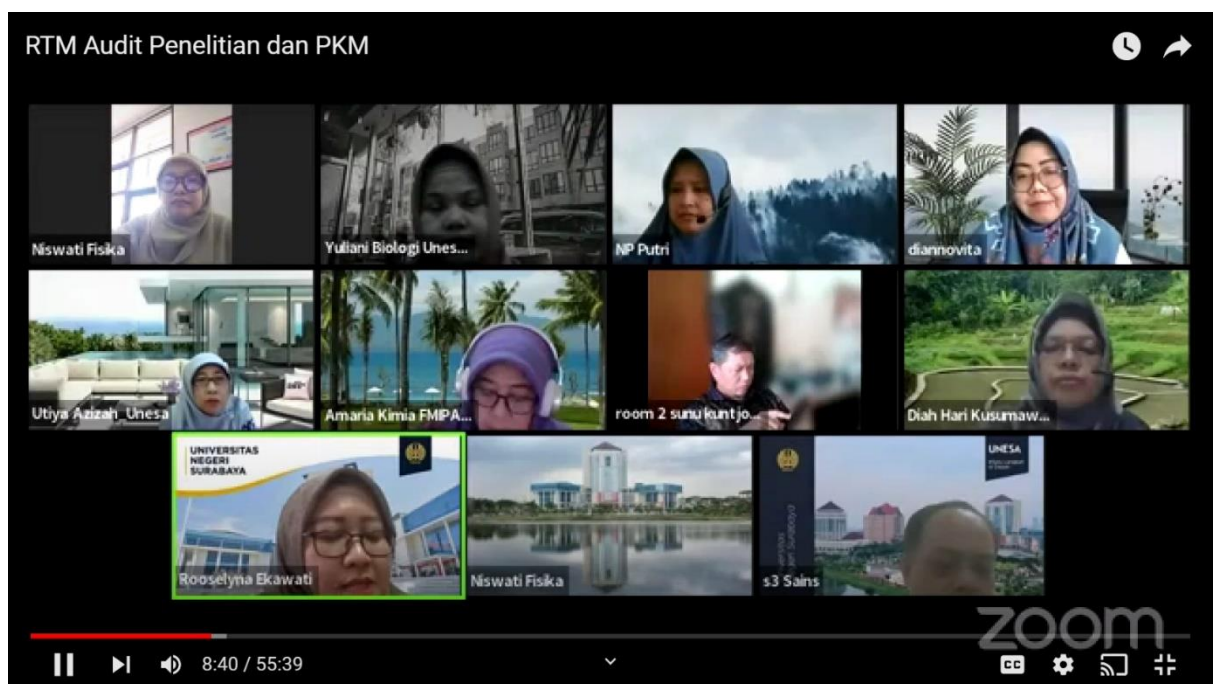 RTM Audit Penelitian dan PKM
Niswati Fisika
Yuliani Biologi Unes...
NP Putri
diannovita
Utiya Azizah_Unesa
Amaria Kimia FMIPA...
room 2 sunu kuntjo...
Diah Hari Kusumaw...
UNIVERSITAS
NEGERI
SURABAYA
Rooselyna Ekawati
Niswati Fisika
UNESA
s3 Sains
zoom
8:40 / 55:39
CC